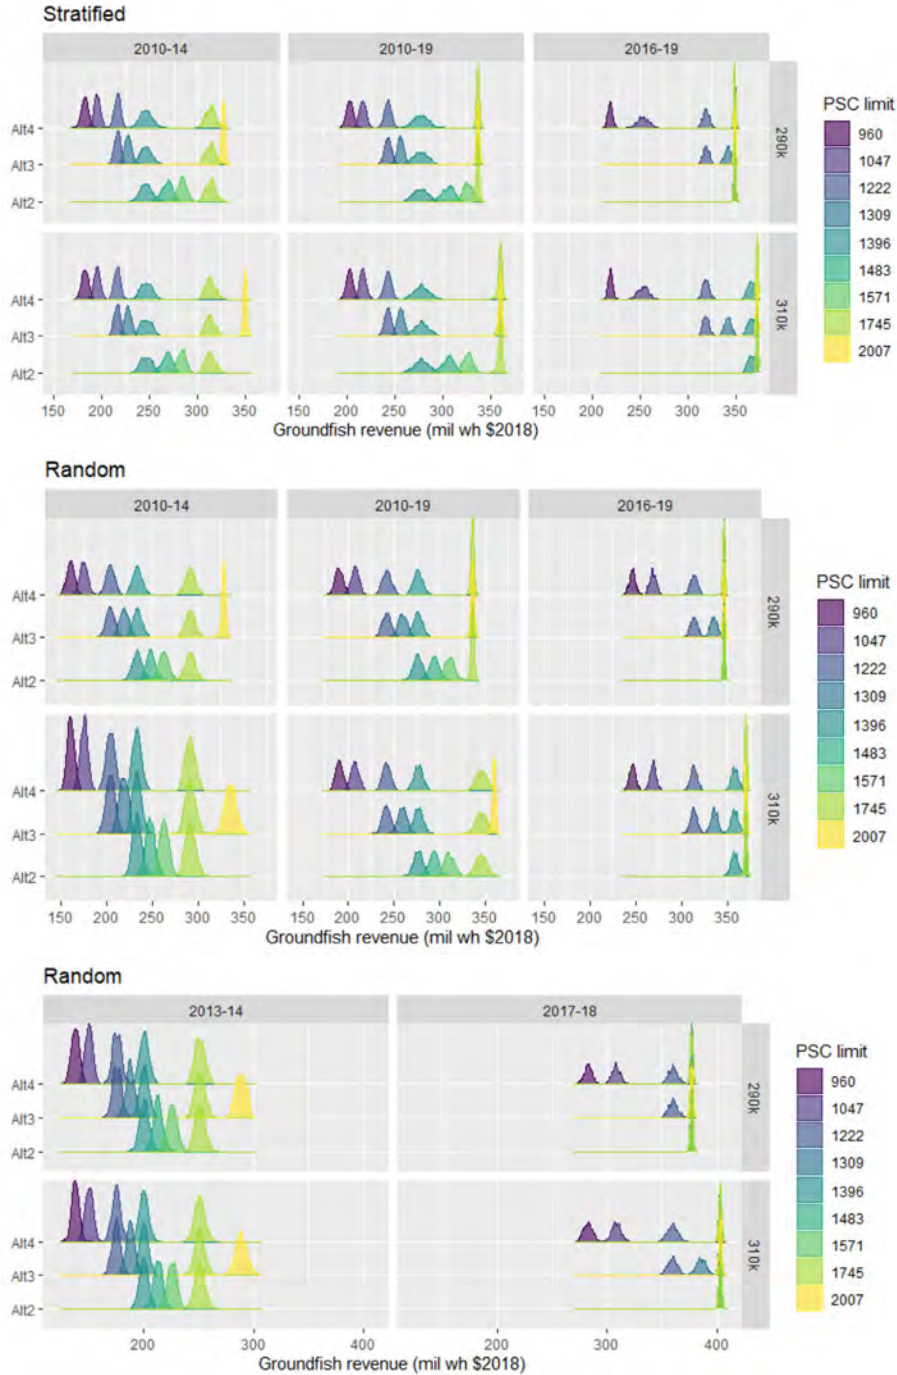 Stratified
2010-14 2010-19 2016-19
Alt4
Alt3
Alt2
290k
Alt4
Alt3
Alt2
310k
150 200 250 300 350 150 200 250 300 350 150 200 250 300 350
Groundfish revenue (mil wh $2018)
PSC limit
960
1047
1222
1309
1396
1483
1571
1745
2007
Random
2010-14 2010-19 2016-19
Alt4
Alt3
Alt2
290k
Alt4
Alt3
Alt2
310k
150 200 250 300 350 150 200 250 300 350 150 200 250 300 350
Groundfish revenue (mil wh $2018)
PSC limit
960
1047
1222
1309
1396
1483
1571
1745
2007
Random
2013-14 2017-18
Alt4
Alt3
Alt2
290k
Alt4
Alt3
Alt2
310k
200 300 400 200 300 400
Groundfish revenue (mil wh $2018)
PSC limit
960
1047
1222
1309
1396
1483
1571
1745
2007